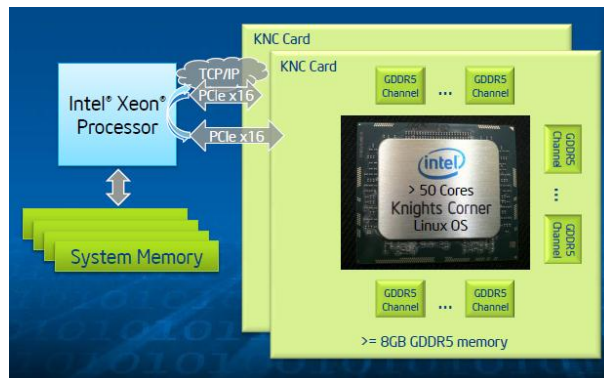 KNC Card
KNC Card
TCP/IP
PCIe x16
PCIe x16
Intel® Xeon®
Processor
System Memory
GDDR5
Channel
...
GDDR5
Channel
GDDR5
Channel
...
GDDR5
Channel
(intel)
> 50 Cores
Knights Corner
Linux OS
GDDR5
Channel
...
GDDR5
Channel
>= 8GB GDDR5 memory